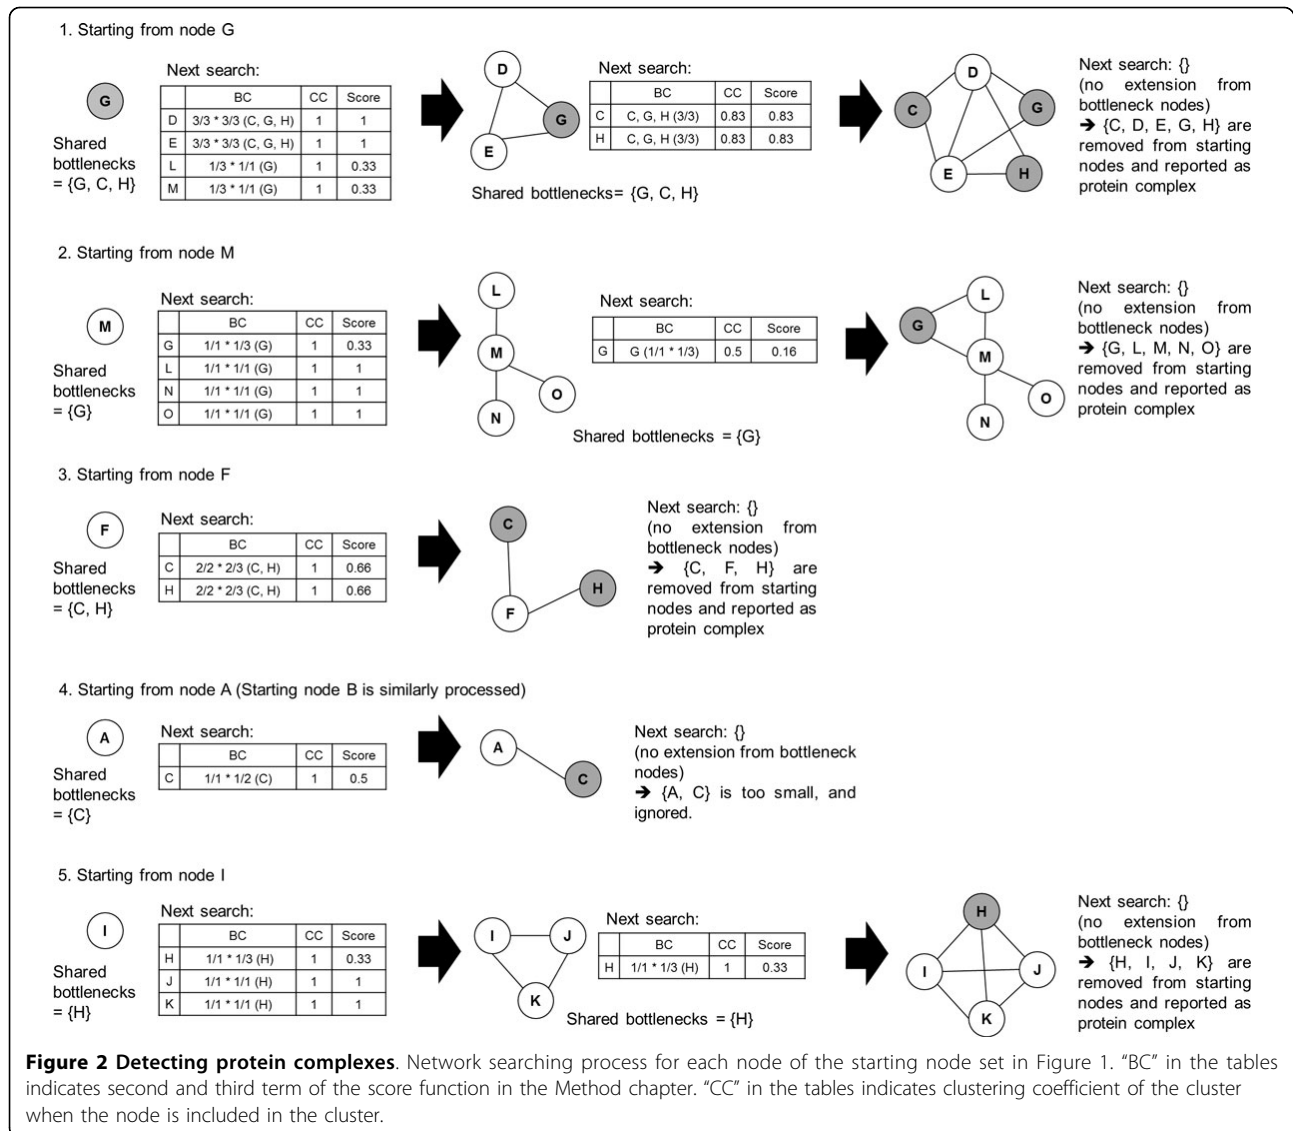 1. Starting from node G
G
Shared
bottlenecks
= {G, C, H}
Next search:
BC CC Score
D 3/3 * 3/3 (C, G, H) 1 1
E 3/3 * 3/3 (C, G, H) 1 1
L 1/3 * 1/1 (G) 1 0.33
M 1/3 * 1/1 (G) 1 0.33
D
G
E
Shared bottlenecks= {G, C, H}
Next search:
BC CC Score
C C, G, H (3/3) 0.83 0.83
H C, G, H (3/3) 0.83 0.83
D
C
G
E
H
Next search: {}
(no extension from
bottleneck nodes)
➔ {C, D, E, G, H} are
removed from starting
nodes and reported as
protein complex
2. Starting from node M
M
Shared
bottlenecks
= {G}
Next search:
BC CC Score
G 1/1 * 1/3 (G) 1 0.33
L 1/1 * 1/1 (G) 1 1
N 1/1 * 1/1 (G) 1 1
O 1/1 * 1/1 (G) 1 1
L
M
O
N
Next search:
BC CC Score
G G (1/1 * 1/3) 0.5 0.16
Shared bottlenecks = {G}
L
G
M
O
N
Next search: {}
(no extension from
bottleneck nodes)
➔ {G, L, M, N, O} are
removed from starting
nodes and reported as
protein complex
3. Starting from node F
F
Shared
bottlenecks
= {C, H}
Next search:
BC CC Score
C 2/2 * 2/3 (C, H) 1 0.66
H 2/2 * 2/3 (C, H) 1 0.66
C
H
F
Next search: {}
(no extension from
bottleneck nodes)
➔ {C, F, H} are
removed from starting
nodes and reported as
protein complex
4. Starting from node A (Starting node B is similarly processed)
A
Shared
bottlenecks
= {C}
Next search:
BC CC Score
C 1/1 * 1/2 (C) 1 0.5
A
C
Next search: {}
(no extension from bottleneck
nodes)
➔ {A, C} is too small, and
ignored.
5. Starting from node I
I
Shared
bottlenecks
= {H}
Next search:
BC CC Score
H 1/1 * 1/3 (H) 1 0.33
J 1/1 * 1/1 (H) 1 1
K 1/1 * 1/1 (H) 1 1
I
J
K
Next search:
BC CC Score
H 1/1 * 1/3 (H) 1 0.33
Shared bottlenecks = {H}
H
I
J
K
Next search: {}
(no extension from
bottleneck nodes)
➔ {H, I, J, K} are
removed from starting
nodes and reported as
protein complex
Figure 2 Detecting protein complexes. Network searching process for each node of the starting node set in Figure 1. “BC” in the tables
indicates second and third term of the score function in the Method chapter. “CC” in the tables indicates clustering coefficient of the cluster
when the node is included in the cluster.